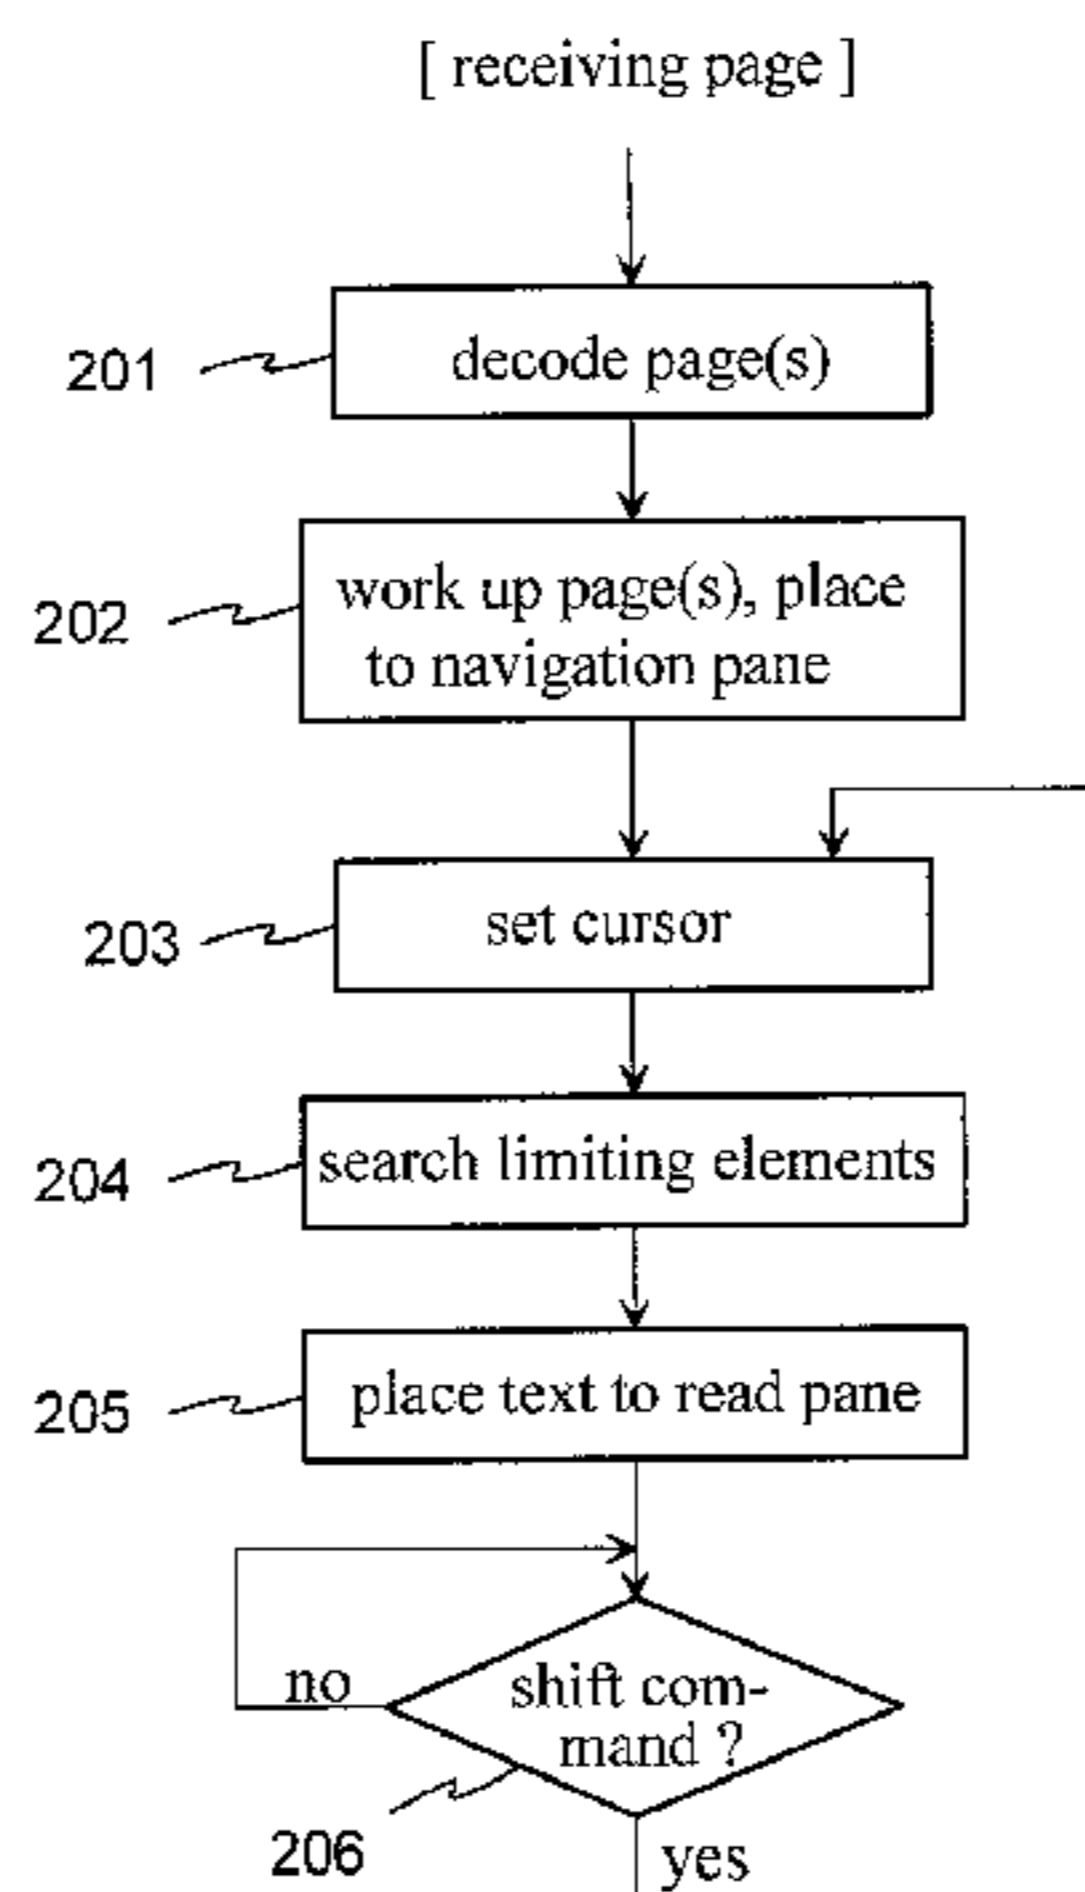 [ receiving page ]
201
decode page(s)
202
work up page(s), place
to navigation pane
203
set cursor
204
search limiting elements
205
place text to read pane
no
shift com-
mand ?
206
yes